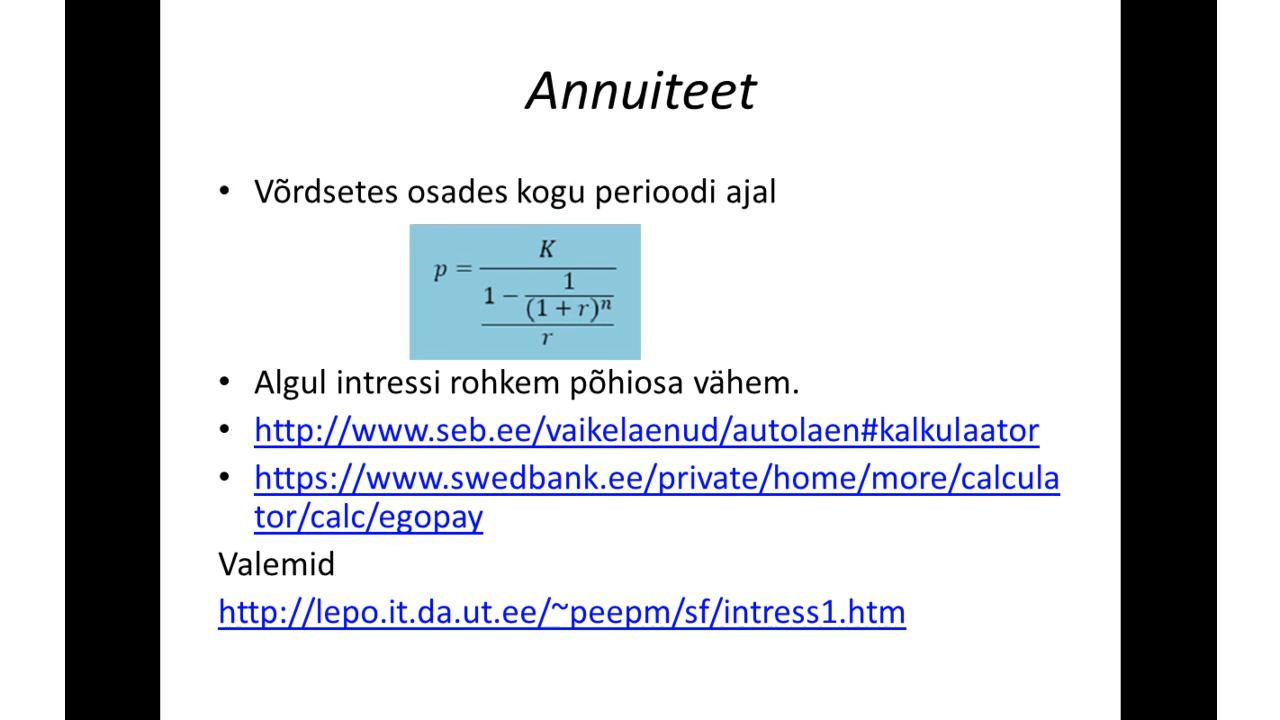 Annuiteet
• Võrdsetes osades kogu perioodi ajal
p = K / ((1 − 1/(1 + r)ⁿ) / r)
• Algul intressi rohkem põhiosa vähem.
• http://www.seb.ee/vaikelaenud/autolaen#kalkulaator
• https://www.swedbank.ee/private/home/more/calcula
tor/calc/egopay
Valemid
http://lepo.it.da.ut.ee/~peepm/sf/intress1.htm